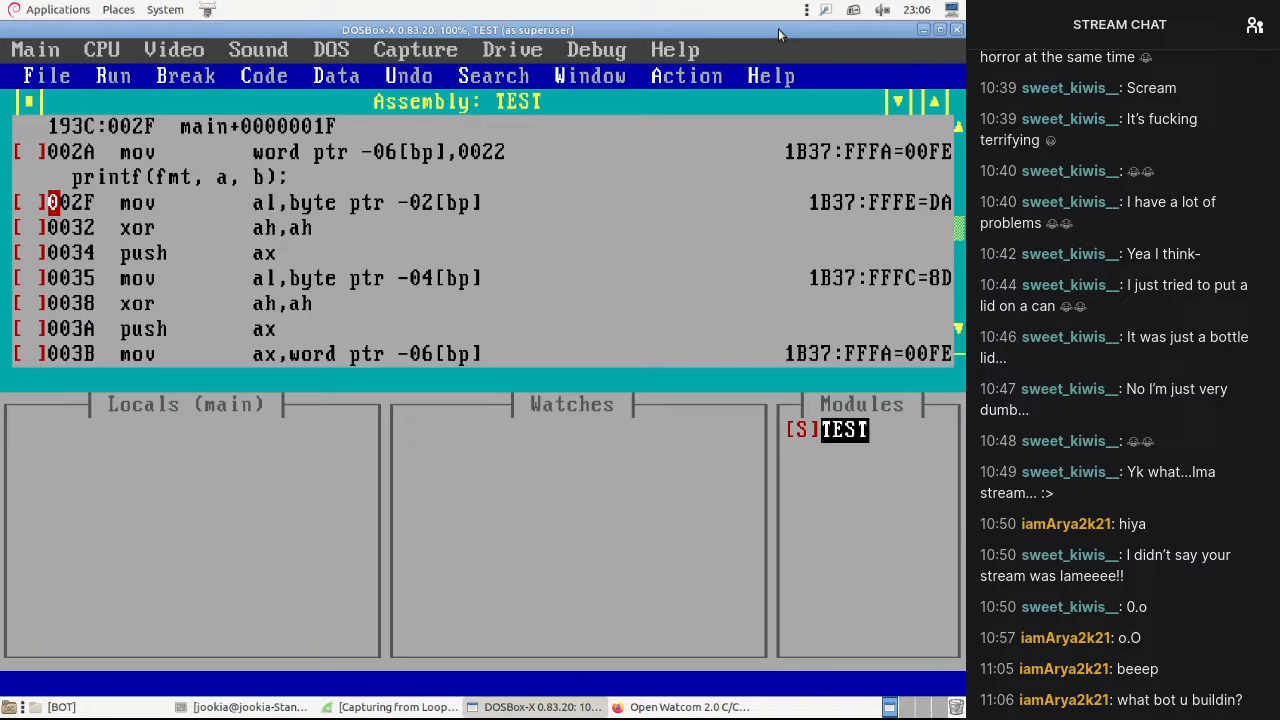 Applications Places System 23:06
DOSBox-X 0.83.20: 100%, TEST (as superuser)
Main CPU Video Sound DOS Capture Drive Debug Help
File Run Break Code Data Undo Search Window Action Help
Assembly: TEST
193C:002F main+0000001F
[ ]002A mov word ptr -06[bp],0022 1B37:FFFA=00FE
printf(fmt, a, b);
[ ]002F mov al,byte ptr -02[bp] 1B37:FFFE=DA
[ ]0032 xor ah,ah
[ ]0034 push ax
[ ]0035 mov al,byte ptr -04[bp] 1B37:FFFC=8D
[ ]0038 xor ah,ah
[ ]003A push ax
[ ]003B mov ax,word ptr -06[bp] 1B37:FFFA=00FE
Locals (main) Watches Modules
[S]TEST
[BOT] [jookia@jookia-Stan... [Capturing from Loop... DOSBox-X 0.83.20: 10... Open Watcom 2.0 C/C...
STREAM CHAT
horror at the same time 😂
10:39 sweet_kiwis__: Scream
10:39 sweet_kiwis__: It's fucking
terrifying 😃
10:40 sweet_kiwis__: 😂😂
10:40 sweet_kiwis__: I have a lot of
problems 😂😂
10:42 sweet_kiwis__: Yea I think-
10:44 sweet_kiwis__: I just tried to put a
lid on a can 😂😂
10:46 sweet_kiwis__: It was just a bottle
lid...
10:47 sweet_kiwis__: No I'm just very
dumb...
10:48 sweet_kiwis__: 😂😂
10:49 sweet_kiwis__: Yk what...Ima
stream... :>
10:50 iamArya2k21: hiya
10:50 sweet_kiwis__: I didn't say your
stream was lameeee!!
10:50 sweet_kiwis__: 0.o
10:57 iamArya2k21: o.O
11:05 iamArya2k21: beeep
11:06 iamArya2k21: what bot u buildin?